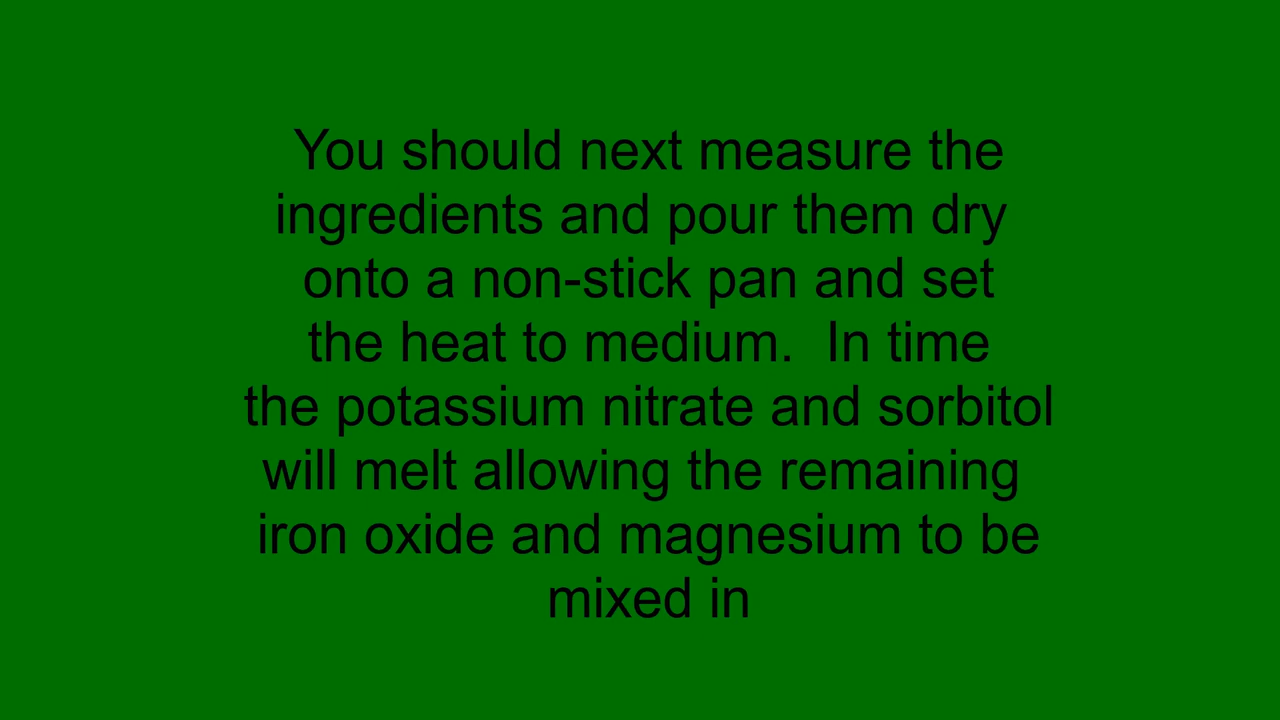 You should next measure the
ingredients and pour them dry
onto a non-stick pan and set
the heat to medium.  In time
the potassium nitrate and sorbitol
will melt allowing the remaining
iron oxide and magnesium to be
mixed in